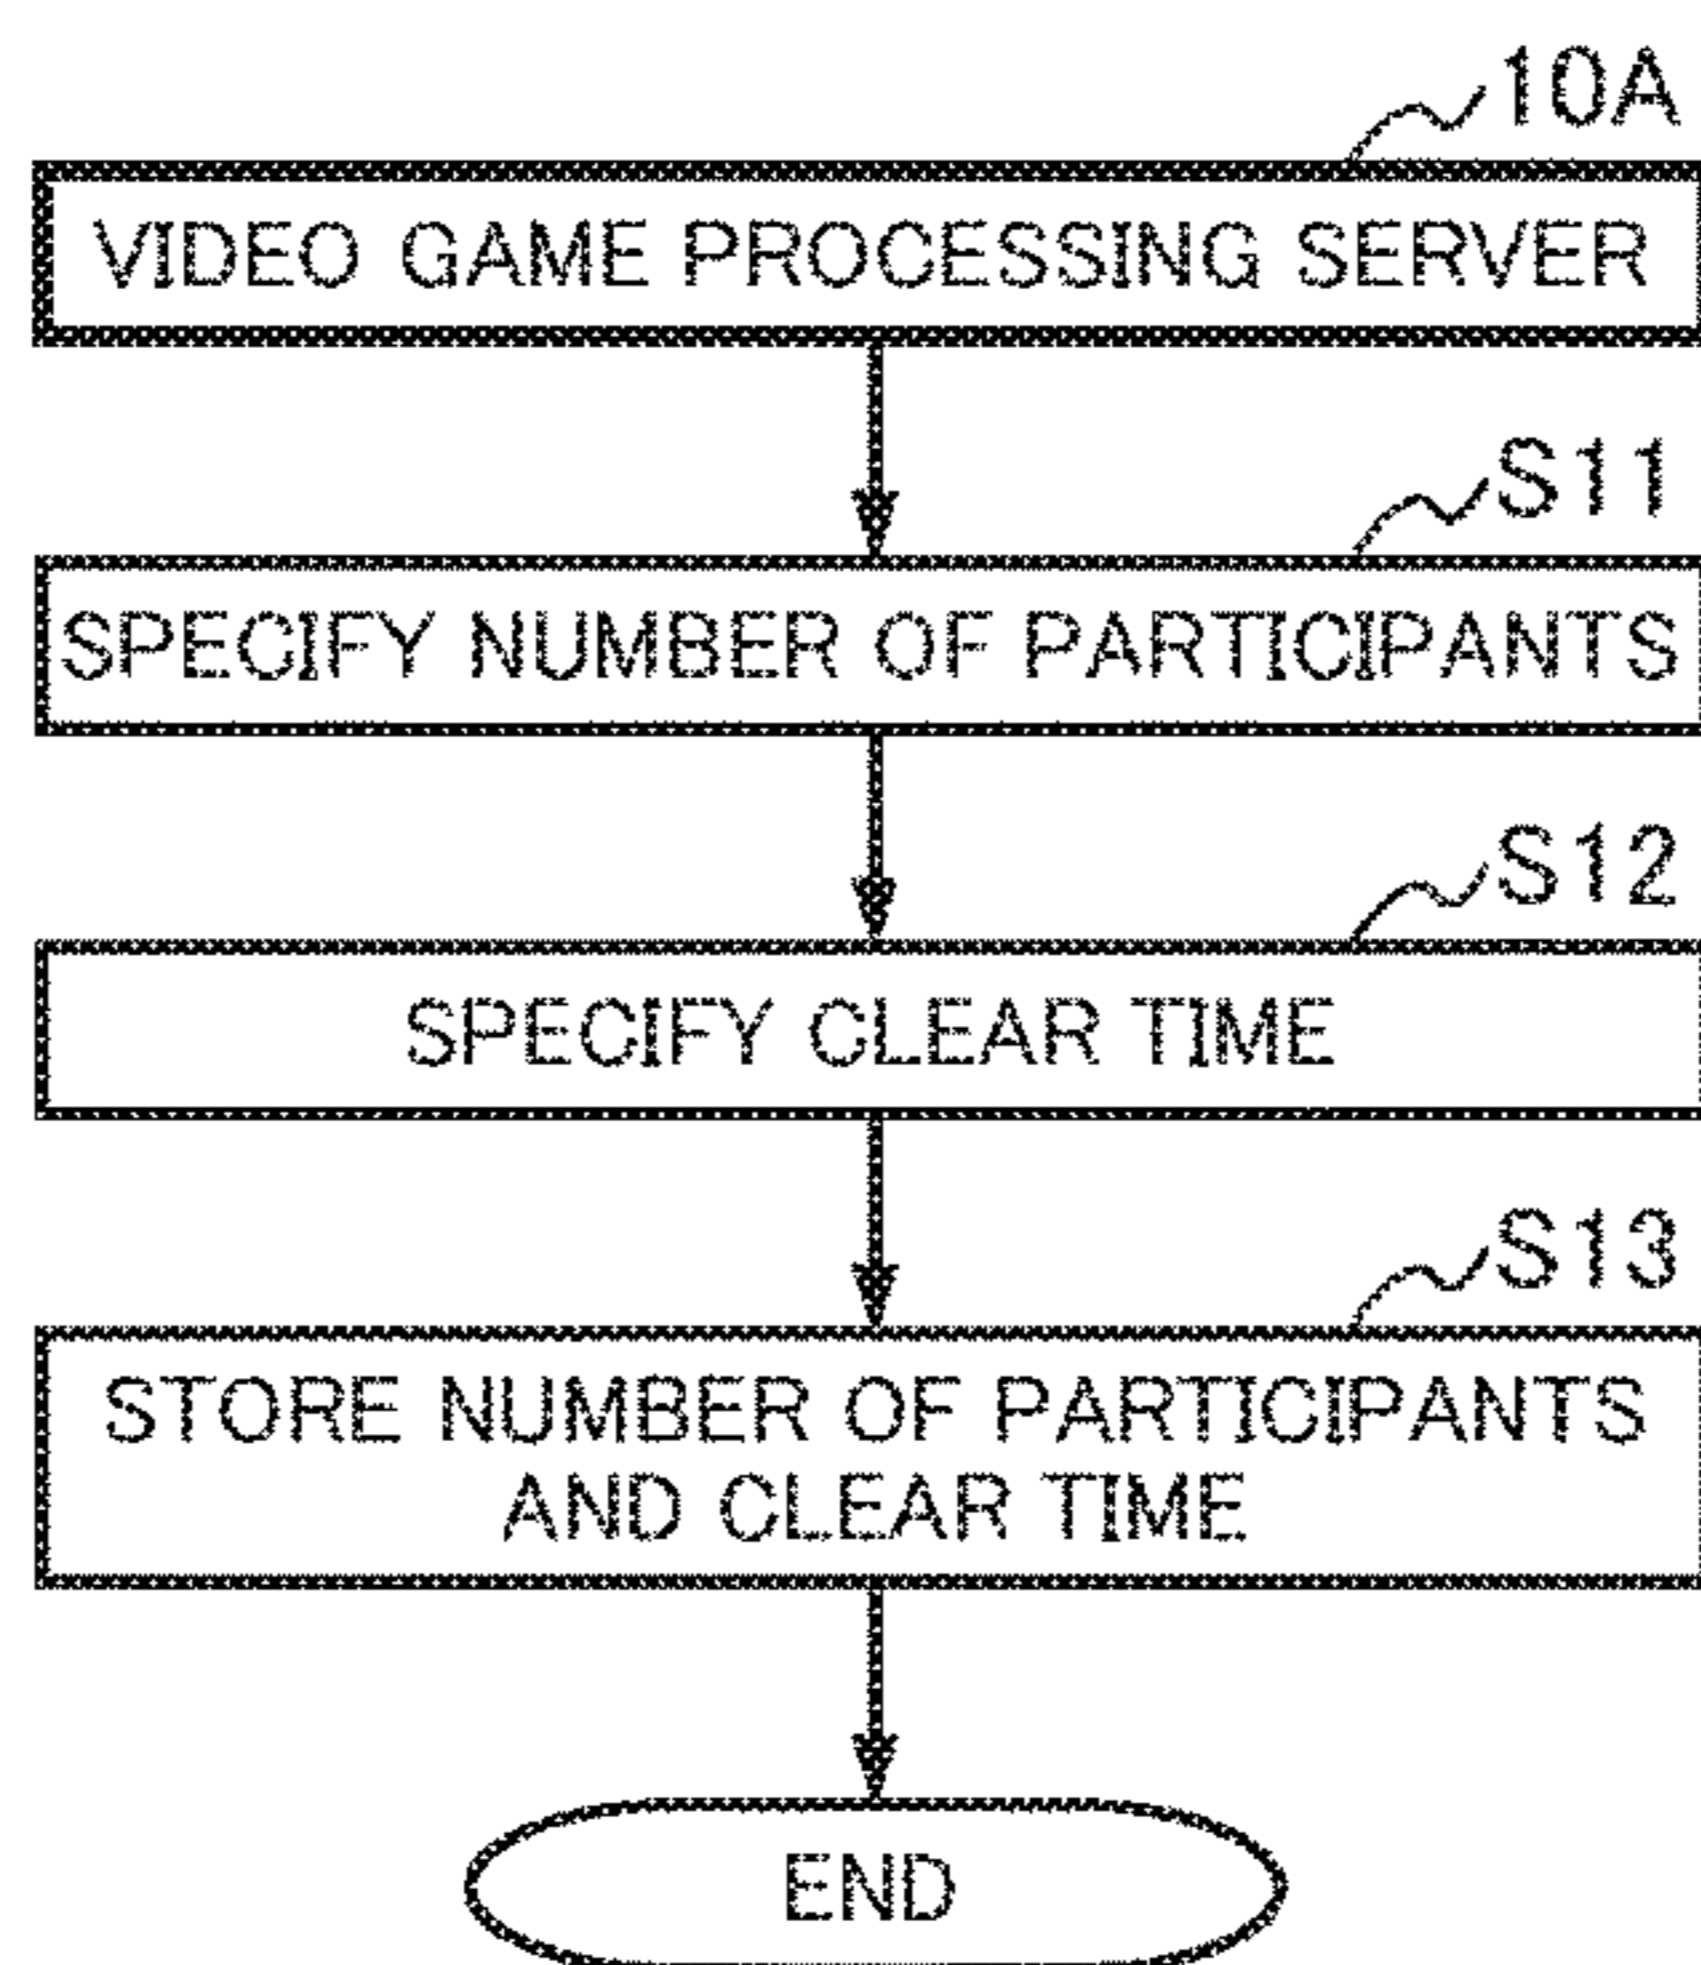 10A
VIDEO GAME PROCESSING SERVER
S11
SPECIFY NUMBER OF PARTICIPANTS
S12
SPECIFY CLEAR TIME
S13
STORE NUMBER OF PARTICIPANTS
AND CLEAR TIME
END